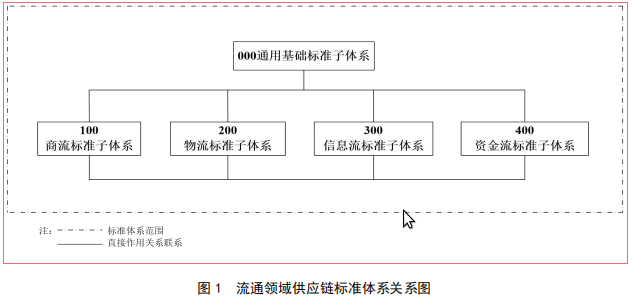 000通用基础标准子体系
100
商流标准子体系
200
物流标准子体系
300
信息流标准子体系
400
资金流标准子体系
注：
标准体系范围
直接作用关系联系
图 1 流通领域供应链标准体系关系图